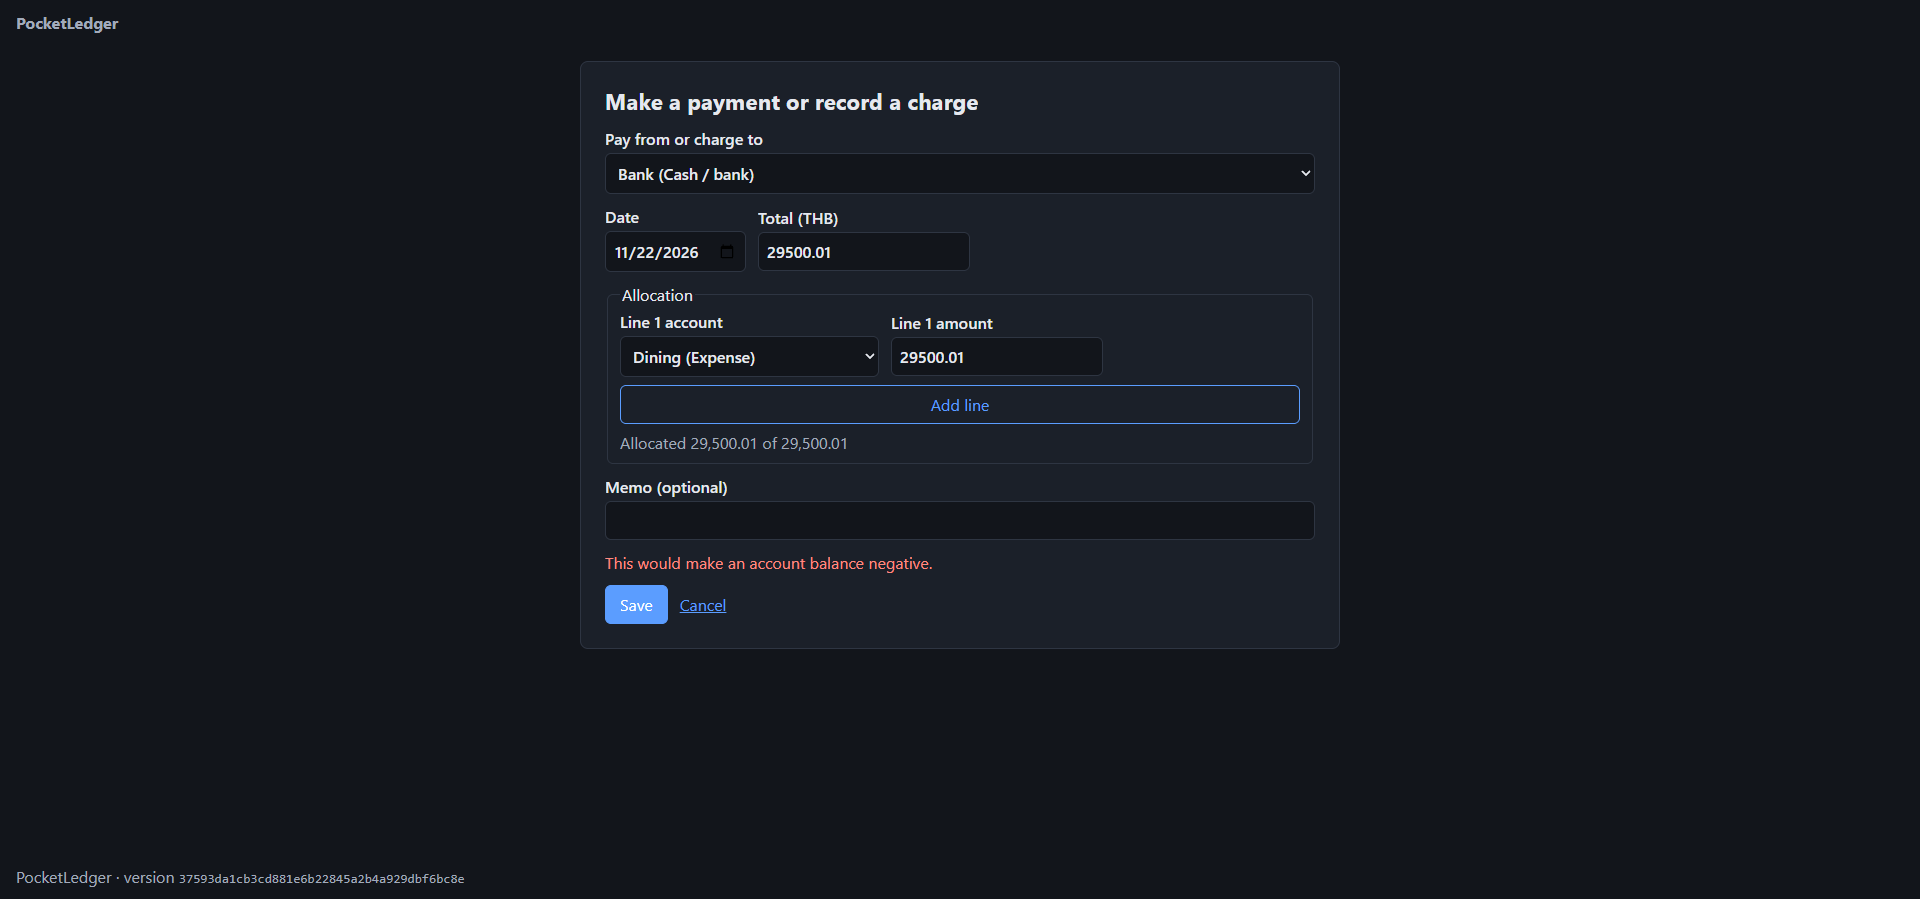 PocketLedger
Make a payment or record a charge
Pay from or charge to
Bank (Cash / bank)
Date
Total (THB)
11/22/2026
29500.01
Allocation
Line 1 account
Line 1 amount
Dining (Expense)
29500.01
Add line
Allocated 29,500.01 of 29,500.01
Memo (optional)
This would make an account balance negative.
Save
Cancel
PocketLedger · version 37593da1cb3cd881e6b22845a2b4a929dbf6bc8e